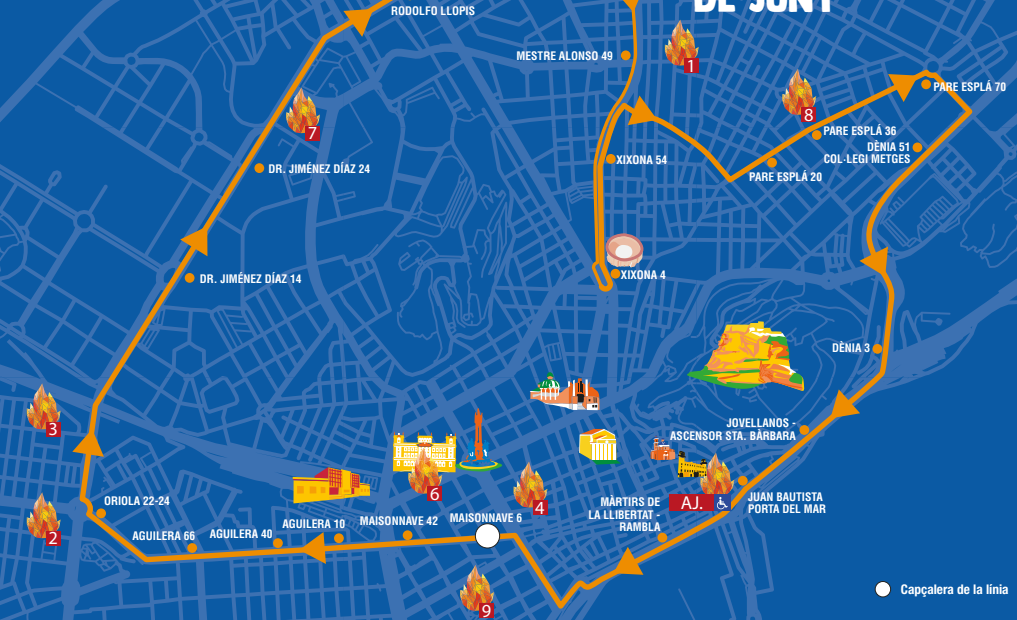 DE JUNY
RODOLFO LLOPIS
MESTRE ALONSO 49
1
PARE ESPLÁ 70
8
7
PARE ESPLÁ 36
DÈNIA 51
COL·LEGI METGES
XIXONA 54
DR. JIMÉNEZ DÍAZ 24
PARE ESPLÁ 20
DR. JIMÉNEZ DÍAZ 14
XIXONA 4
DÈNIA 3
3
JOVELLANOS -
ASCENSOR STA. BÀRBARA
6
4
ORIOLA 22-24
MÀRTIRS DE
LA LLIBERTAT -
RAMBLA
AJ.
JUAN BAUTISTA
PORTA DEL MAR
2
AGUILERA 66
AGUILERA 40
AGUILERA 10
MAISONNAVE 42
MAISONNAVE 6
9
Capçalera de la línia